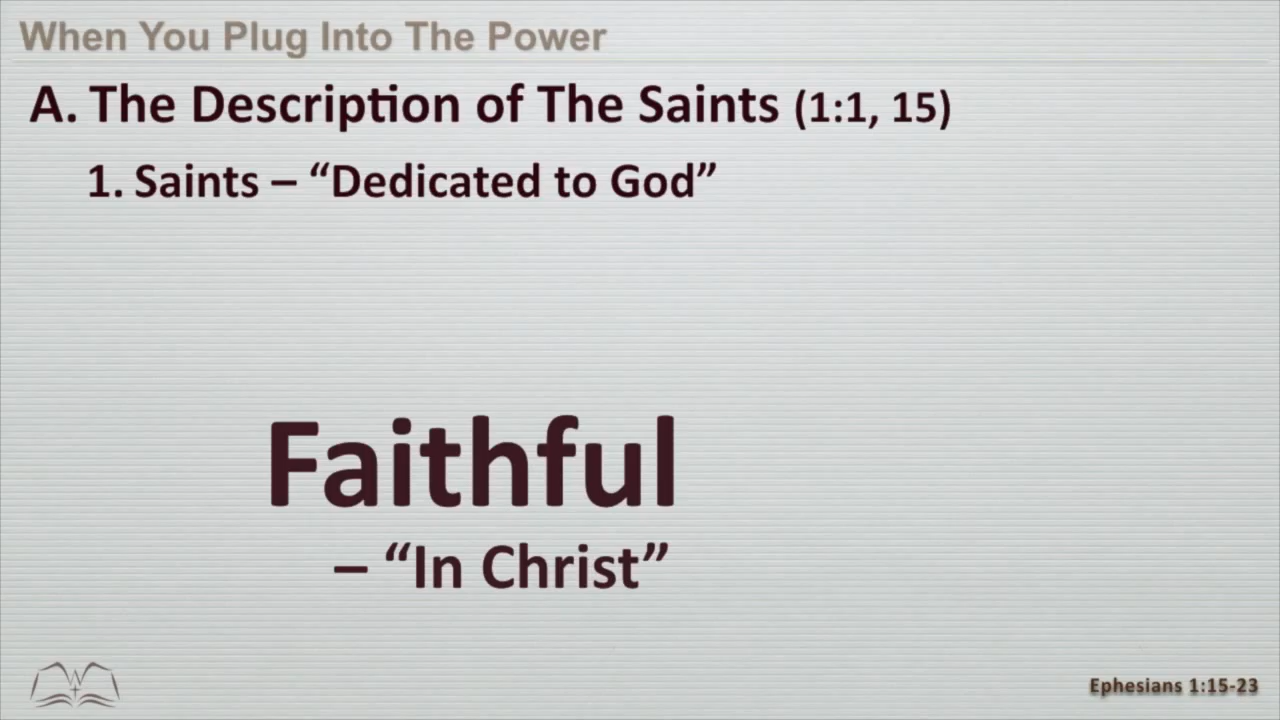 When You Plug Into The Power
A. The Description of The Saints (1:1, 15)
1. Saints – “Dedicated to God”
Faithful
– “In Christ”
Ephesians 1:15-23